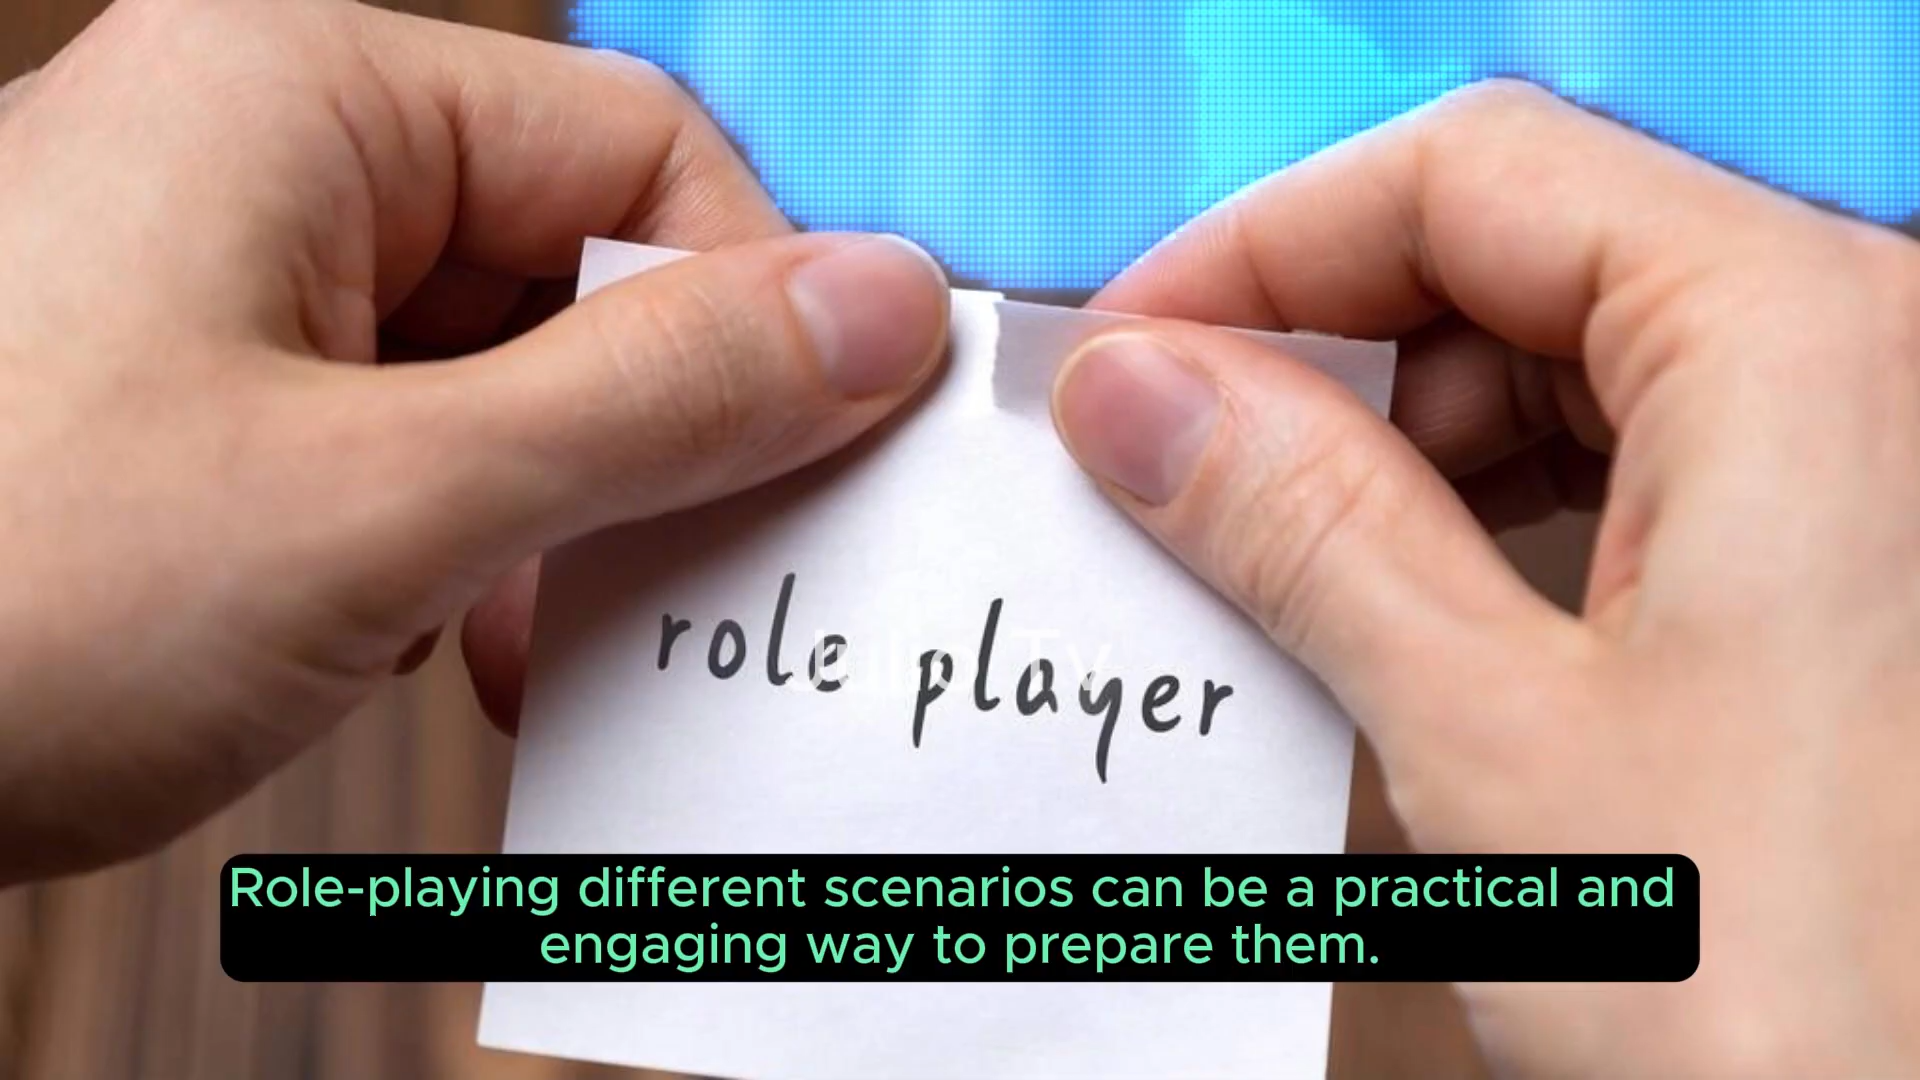 role player
Role-playing different scenarios can be a practical and
engaging way to prepare them.